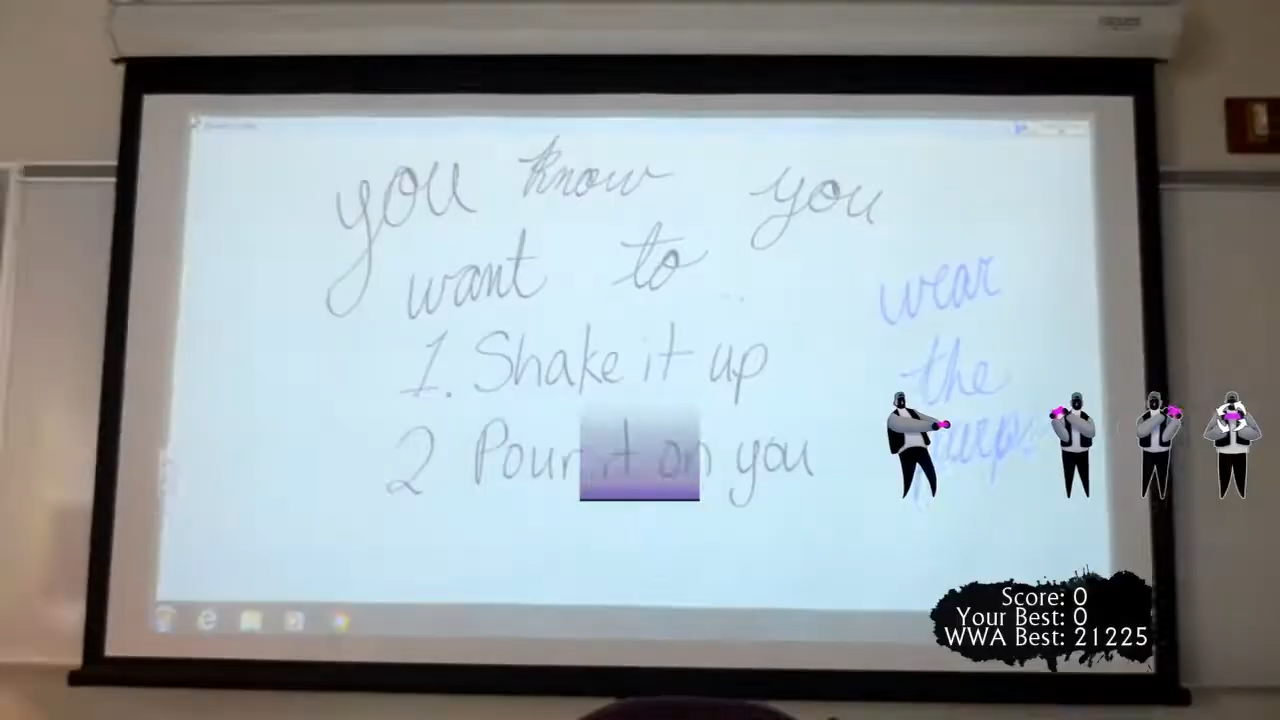 you know you
want to ..
1. Shake it up
2 Pour it on you
wear
the
Score: 0
Your Best: 0
WWA Best: 21225